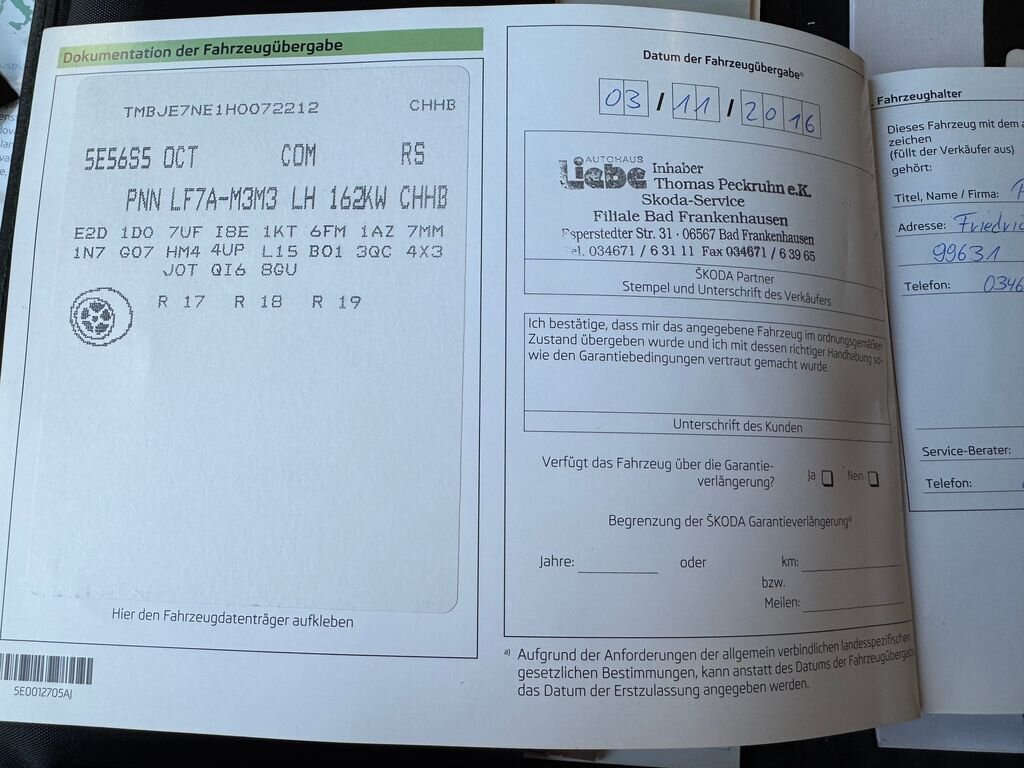 Dokumentation der Fahrzeugübergabe
TMBJE7NE1H0072212 CHHB
5E56S5 OCT COM RS
PNN LF7A-M3M3 LH 162KW CHHB
E2D 1D0 7UF I8E 1KT 6FM 1AZ 7MM
1N7 G07 HM4 4UP L15 B01 3QC 4X3
J0T QI6 8GU
R 17 R 18 R 19
Hier den Fahrzeugdatenträger aufkleben
5E0012705AJ
Datum der Fahrzeugübergabe a)
03 / 11 / 2016
AUTOHAUS
Liebe Inhaber
Thomas Peckruhn e.K.
Skoda-Service
Filiale Bad Frankenhausen
Esperstedter Str. 31 · 06567 Bad Frankenhausen
Tel. 034671 / 6 31 11 Fax 034671 / 6 39 65
ŠKODA Partner
Stempel und Unterschrift des Verkäufers
Ich bestätige, dass mir das angegebene Fahrzeug im ordnungsgemäßen
Zustand übergeben wurde und ich mit dessen richtiger Handhabung so-
wie den Garantiebedingungen vertraut gemacht wurde.
Unterschrift des Kunden
Verfügt das Fahrzeug über die Garantie-
verlängerung? Ja Nein
Begrenzung der ŠKODA Garantieverlängerung a)
Jahre: oder km:
bzw.
Meilen:
a) Aufgrund der Anforderungen der allgemein verbindlichen landesspezifischen
gesetzlichen Bestimmungen, kann anstatt des Datums der Fahrzeugübergabe
das Datum der Erstzulassung angegeben werden.
. Fahrzeughalter
Dieses Fahrzeug mit dem a
zeichen
(füllt der Verkäufer aus)
gehört:
Titel, Name / Firma:
Adresse: Friedric
99631
Telefon: 0346
Service-Berater:
Telefon: